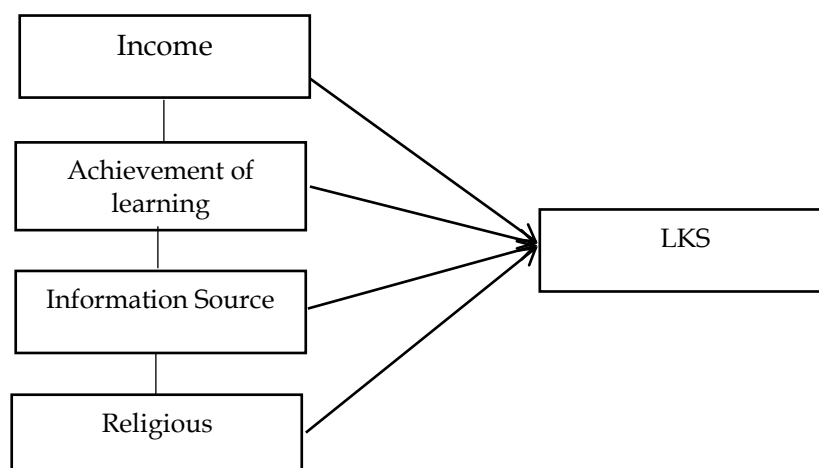 Income
Achievement of
learning
LKS
Information Source
Religious